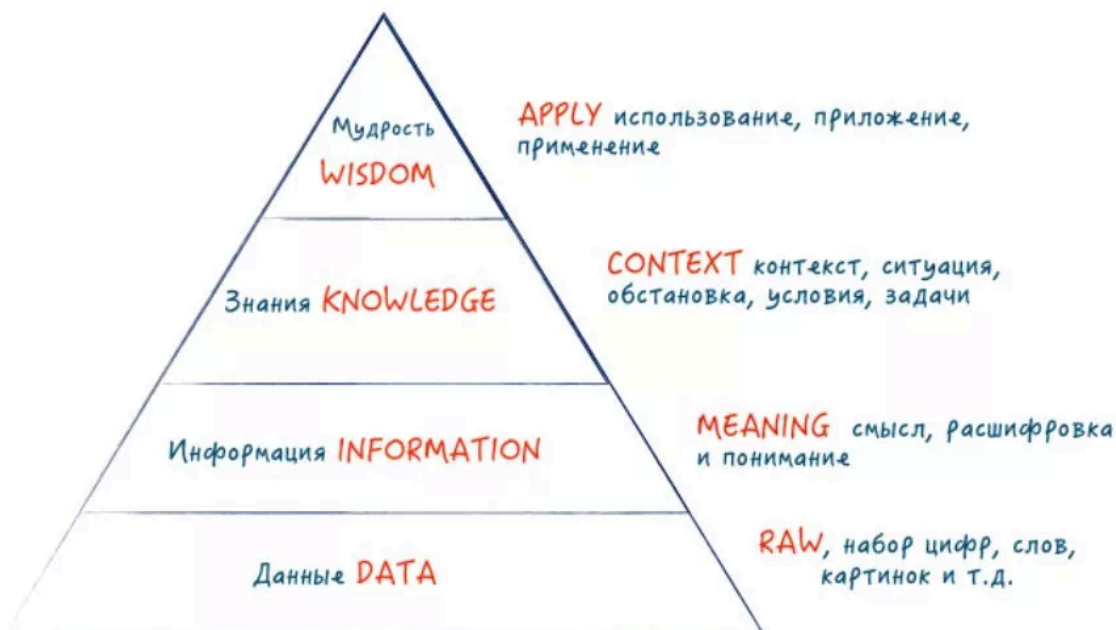 Мудрость
WISDOM
APPLY использование, приложение,
применение
Знания KNOWLEDGE
CONTEXT контекст, ситуация,
обстановка, условия, задачи
Информация INFORMATION
MEANING смысл, расшифровка
и понимание
Данные DATA
RAW, набор цифр, слов,
картинок и т.д.